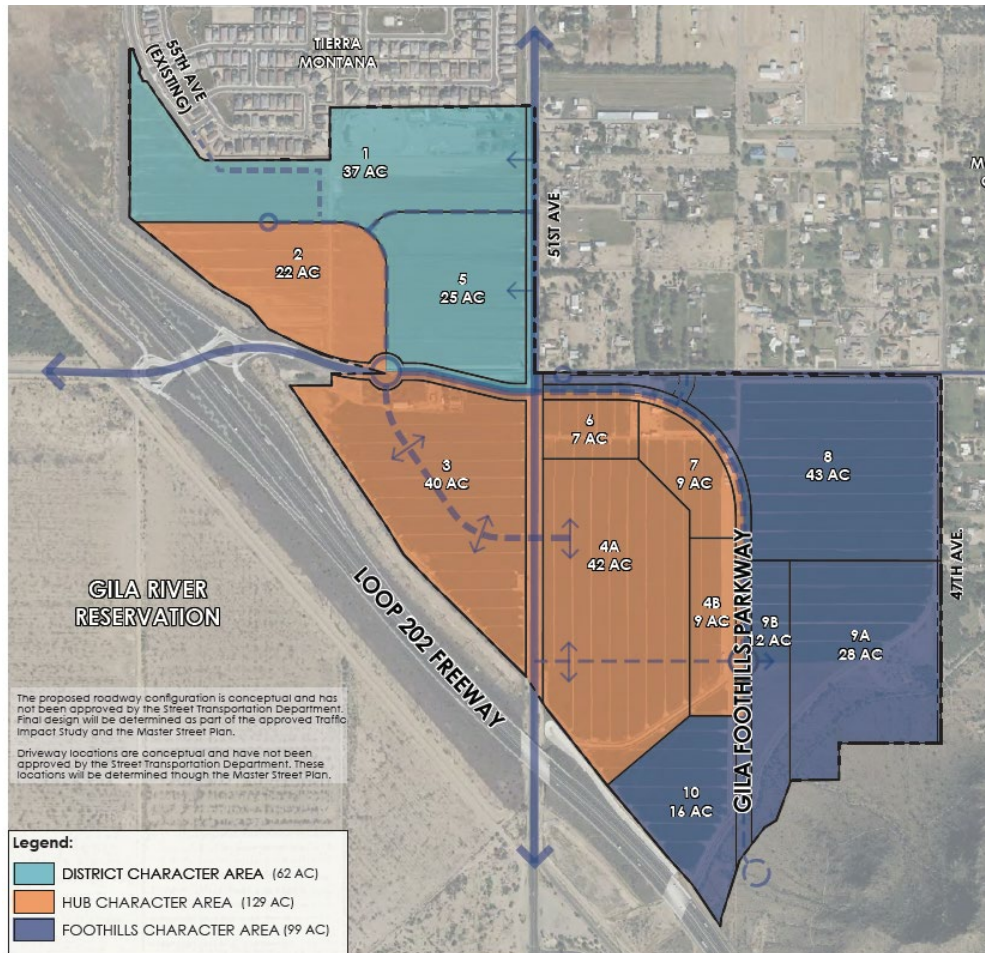 55TH AVE
(EXISTING)
TIERRA
MONTANA
1
37 AC
51ST AVE.
2
22 AC
5
25 AC
6
7 AC
7
9 AC
8
43 AC
3
40 AC
4A
42 AC
4B
9 AC
9B
2 AC
9A
28 AC
47TH AVE.
GILA RIVER
RESERVATION
LOOP 202 FREEWAY
GILA FOOTHILLS PARKWAY
10
16 AC
The proposed roadway configuration is conceptual and has
not been approved by the Street Transportation Department.
Final design will be determined as part of the approved Traffic
Impact Study and the Master Street Plan.
Driveway locations are conceptual and have not been
approved by the Street Transportation Department. These
locations will be determined though the Master Street Plan.
Legend:
DISTRICT CHARACTER AREA (62 AC)
HUB CHARACTER AREA (129 AC)
FOOTHILLS CHARACTER AREA (99 AC)